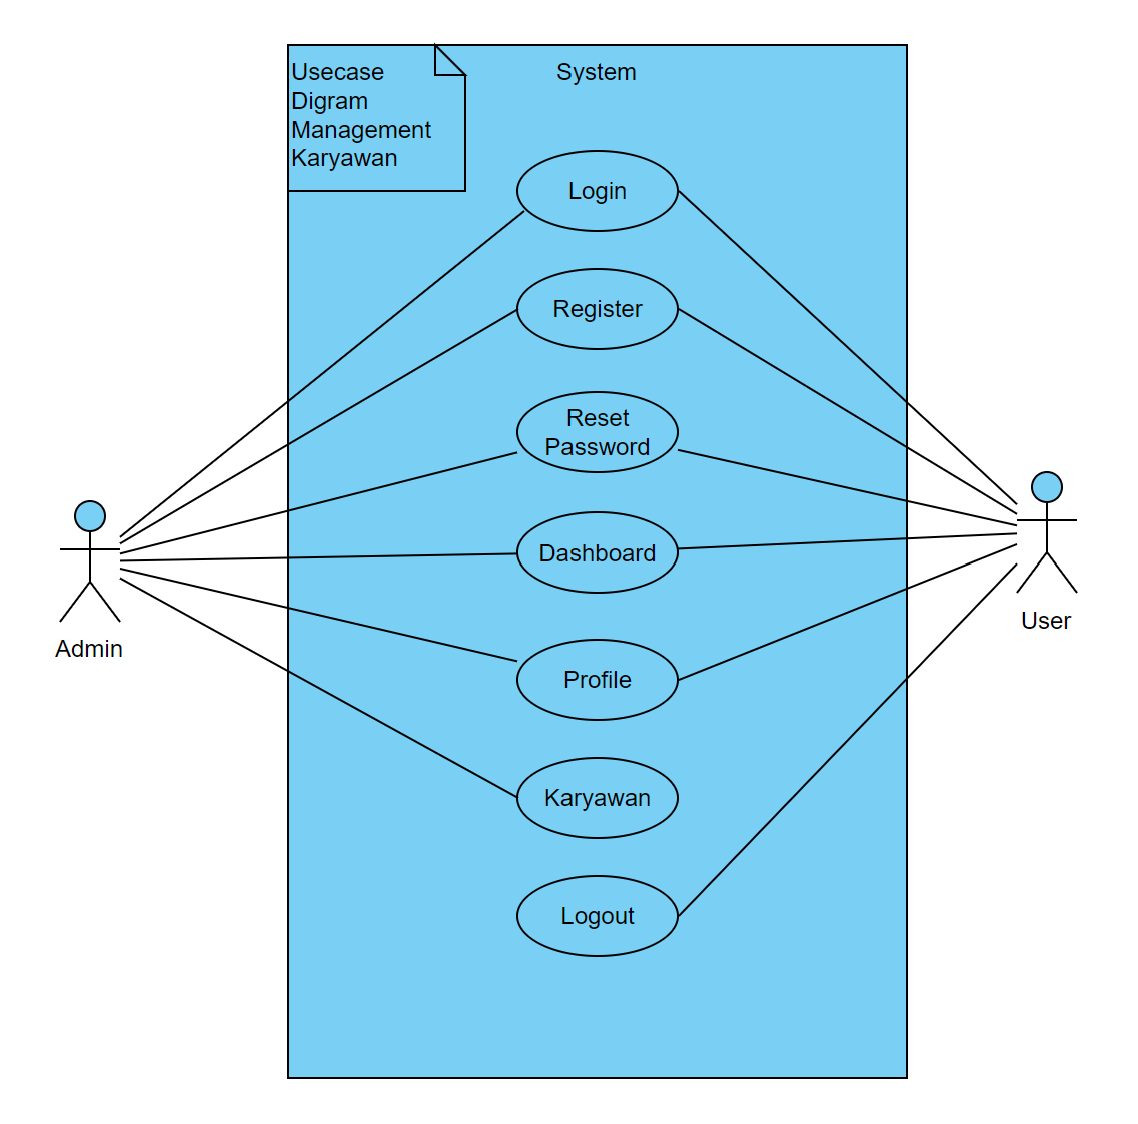 Usecase
Digram
Management
Karyawan
System
Login
Register
Reset
Password
Dashboard
Profile
Karyawan
Logout
Admin
User